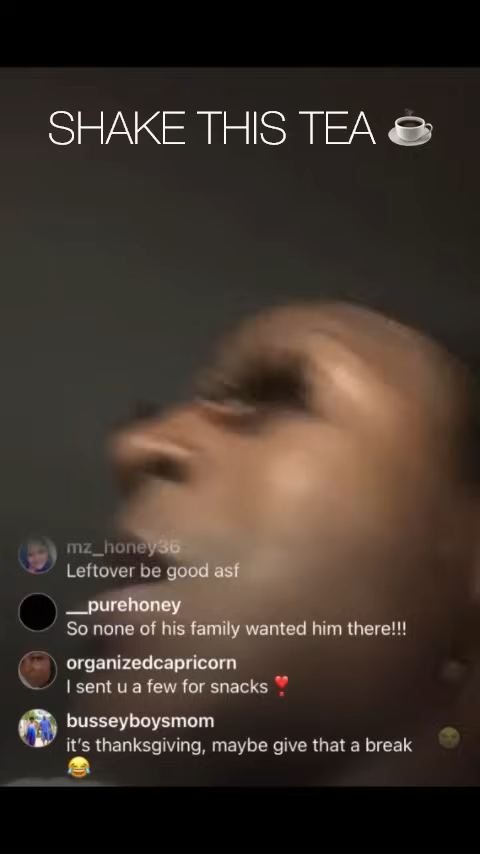 SHAKE THIS TEA ☕
mz_honey36
Leftover be good asf
__purehoney
So none of his family wanted him there!!!
organizedcapricorn
I sent u a few for snacks ❣️
busseyboysmom
it’s thanksgiving, maybe give that a break
😂